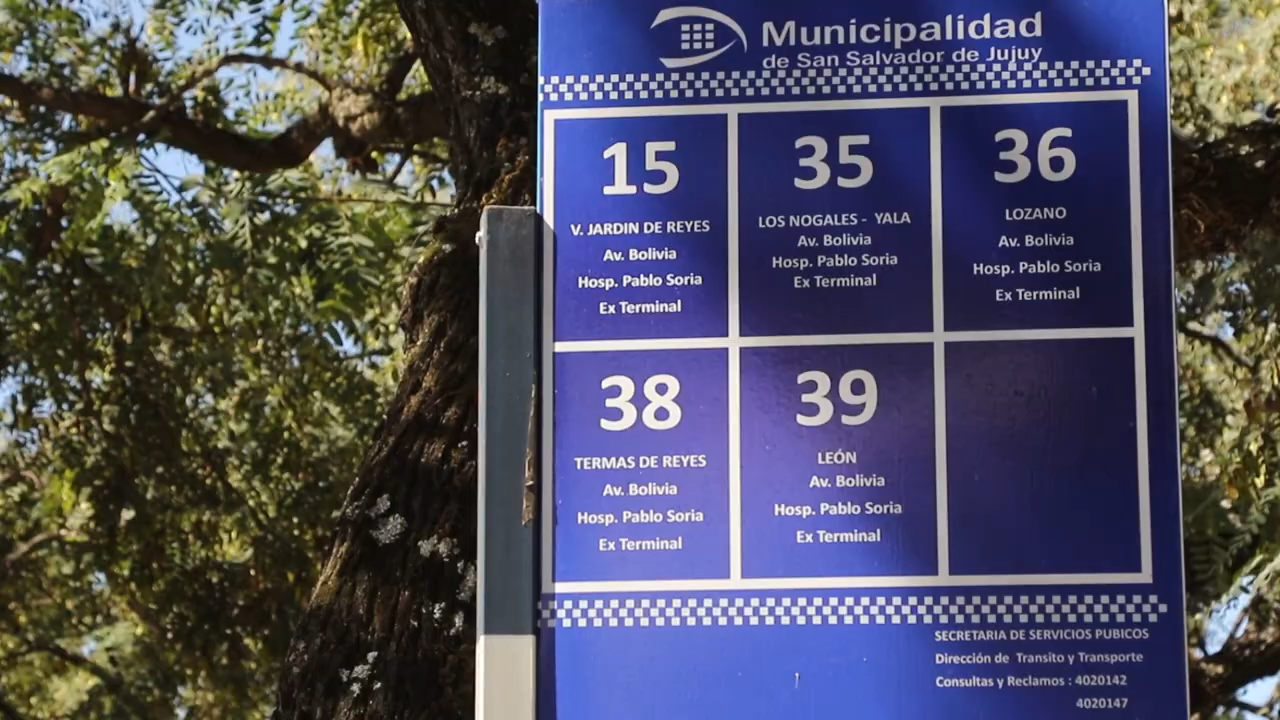 Municipalidad
de San Salvador de Jujuy
15
V. JARDIN DE REYES
Av. Bolivia
Hosp. Pablo Soria
Ex Terminal
35
LOS NOGALES - YALA
Av. Bolivia
Hosp. Pablo Soria
Ex Terminal
36
LOZANO
Av. Bolivia
Hosp. Pablo Soria
Ex Terminal
38
TERMAS DE REYES
Av. Bolivia
Hosp. Pablo Soria
Ex Terminal
39
LEÓN
Av. Bolivia
Hosp. Pablo Soria
Ex Terminal
SECRETARIA DE SERVICIOS PUBICOS
Dirección de Transito y Transporte
Consultas y Reclamos : 4020142
4020147